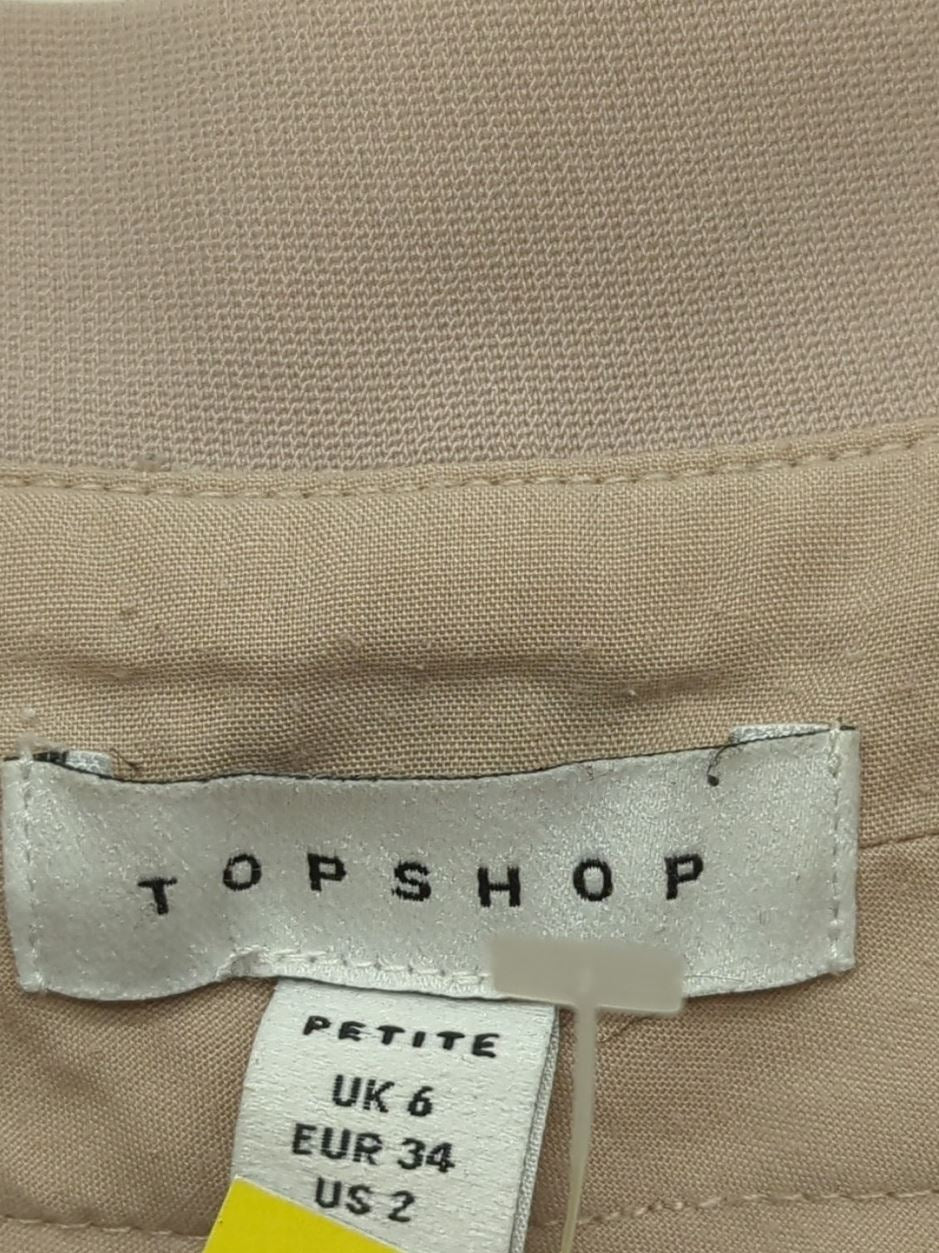 TOPSHOP
PETITE
UK 6
EUR 34
US 2